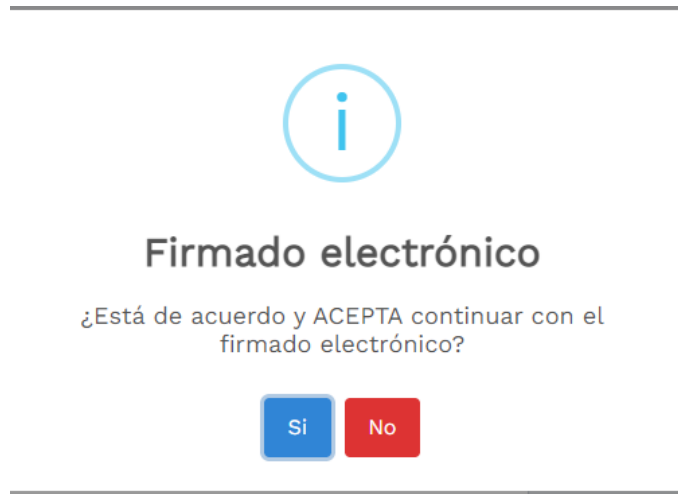 i
Firmado electrónico
¿Está de acuerdo y ACEPTA continuar con el
firmado electrónico?
Si No